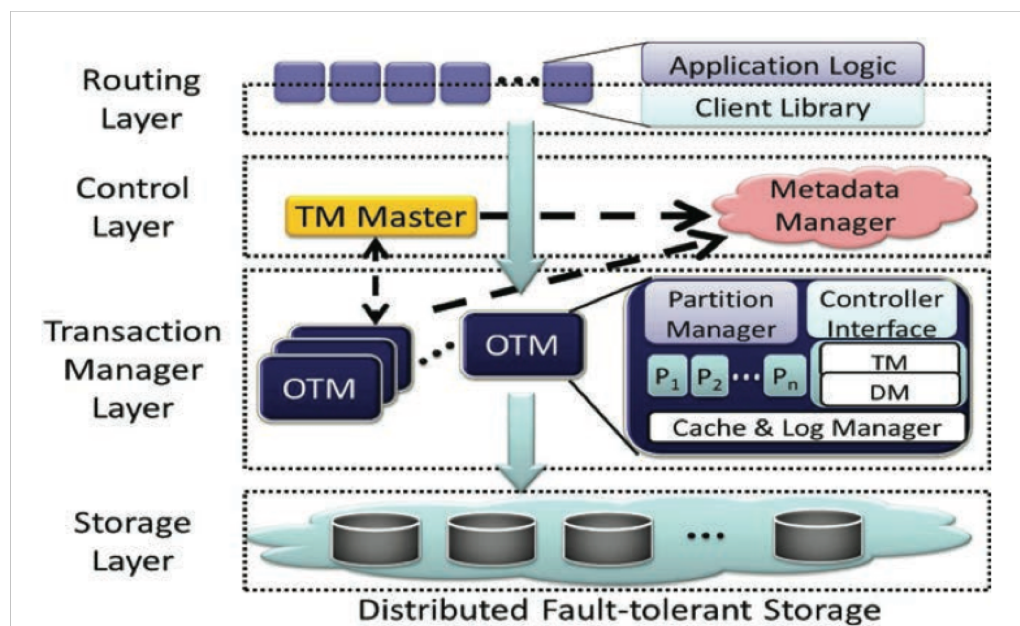 Routing
Layer
Application Logic
Client Library
Control
Layer
TM Master
Metadata
Manager
Transaction
Manager
Layer
OTM
OTM
Partition
Manager
Controller
Interface
P1 P2 ••• Pn
TM
DM
Cache & Log Manager
Storage
Layer
Distributed Fault-tolerant Storage